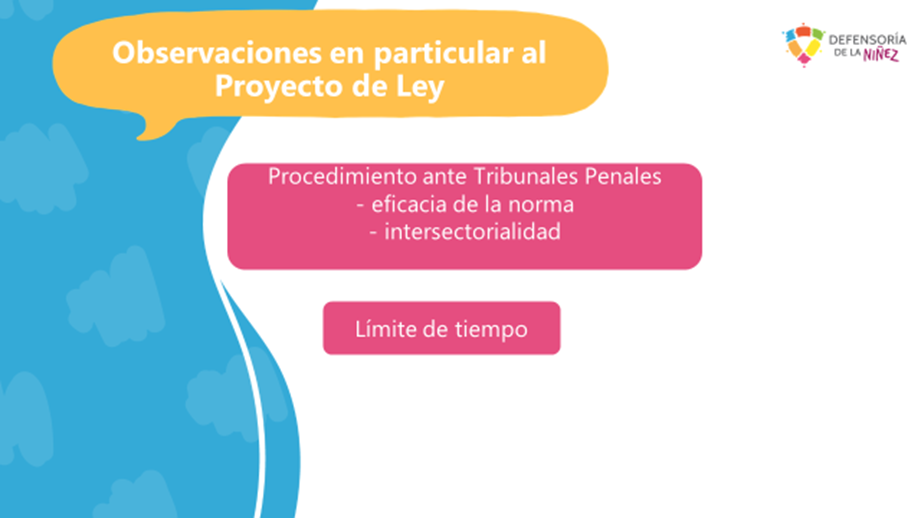 Observaciones en particular al
Proyecto de Ley
DEFENSORÍA
DE LA NIÑEZ
Procedimiento ante Tribunales Penales
- eficacia de la norma
- intersectorialidad
Límite de tiempo